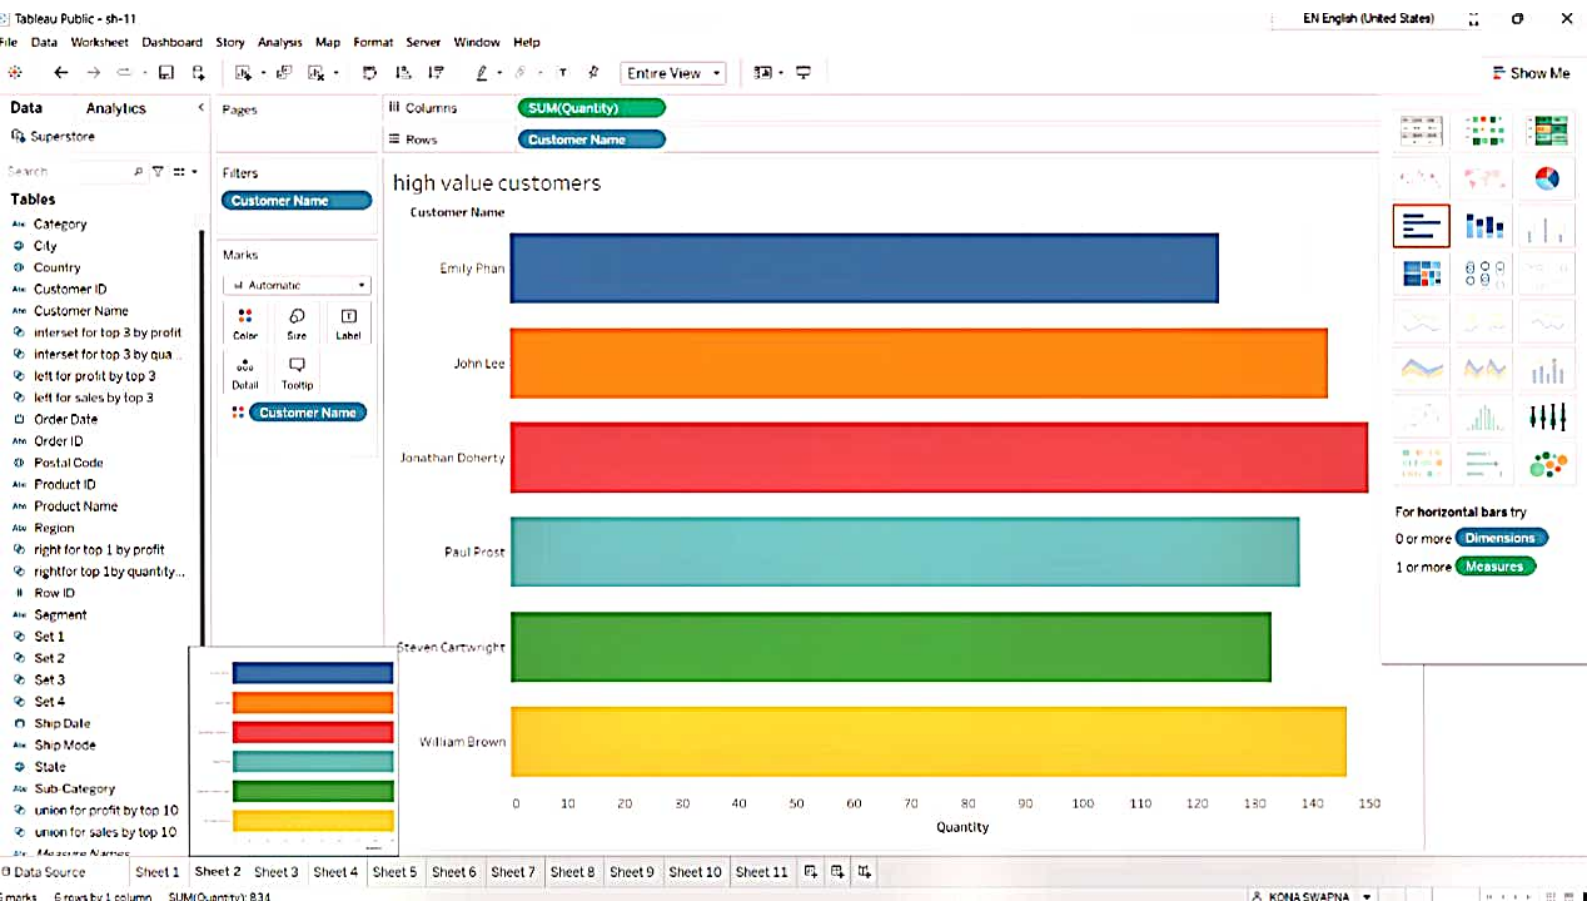 Tableau Public - sh-11
EN English (United States)
File Data Worksheet Dashboard Story Analysis Map Format Server Window Help
Entire View
Show Me
Data Analytics
Superstore
Search
Tables
Category
City
Country
Customer ID
Customer Name
interset for top 3 by profit
interset for top 3 by qua...
left for profit by top 3
left for sales by top 3
Order Date
Order ID
Postal Code
Product ID
Product Name
Region
right for top 1 by profit
rightfor top 1by quantity...
Row ID
Segment
Set 1
Set 2
Set 3
Set 4
Ship Date
Ship Mode
State
Sub-Category
union for profit by top 10
union for sales by top 10
Measure Names
Pages
Filters
Customer Name
Marks
Automatic
Color Size Label
Detail Tooltip
Customer Name
Columns SUM(Quantity)
Rows Customer Name
high value customers
Customer Name
Emily Phan
John Lee
Jonathan Doherty
Paul Prost
Steven Cartwright
William Brown
0 10 20 30 40 50 60 70 80 90 100 110 120 130 140 150
Quantity
For horizontal bars try
0 or more Dimensions
1 or more Measures
Data Source Sheet 1 Sheet 2 Sheet 3 Sheet 4 Sheet 5 Sheet 6 Sheet 7 Sheet 8 Sheet 9 Sheet 10 Sheet 11
6 marks 6 rows by 1 column SUM(Quantity): 834
KONA SWAPNA